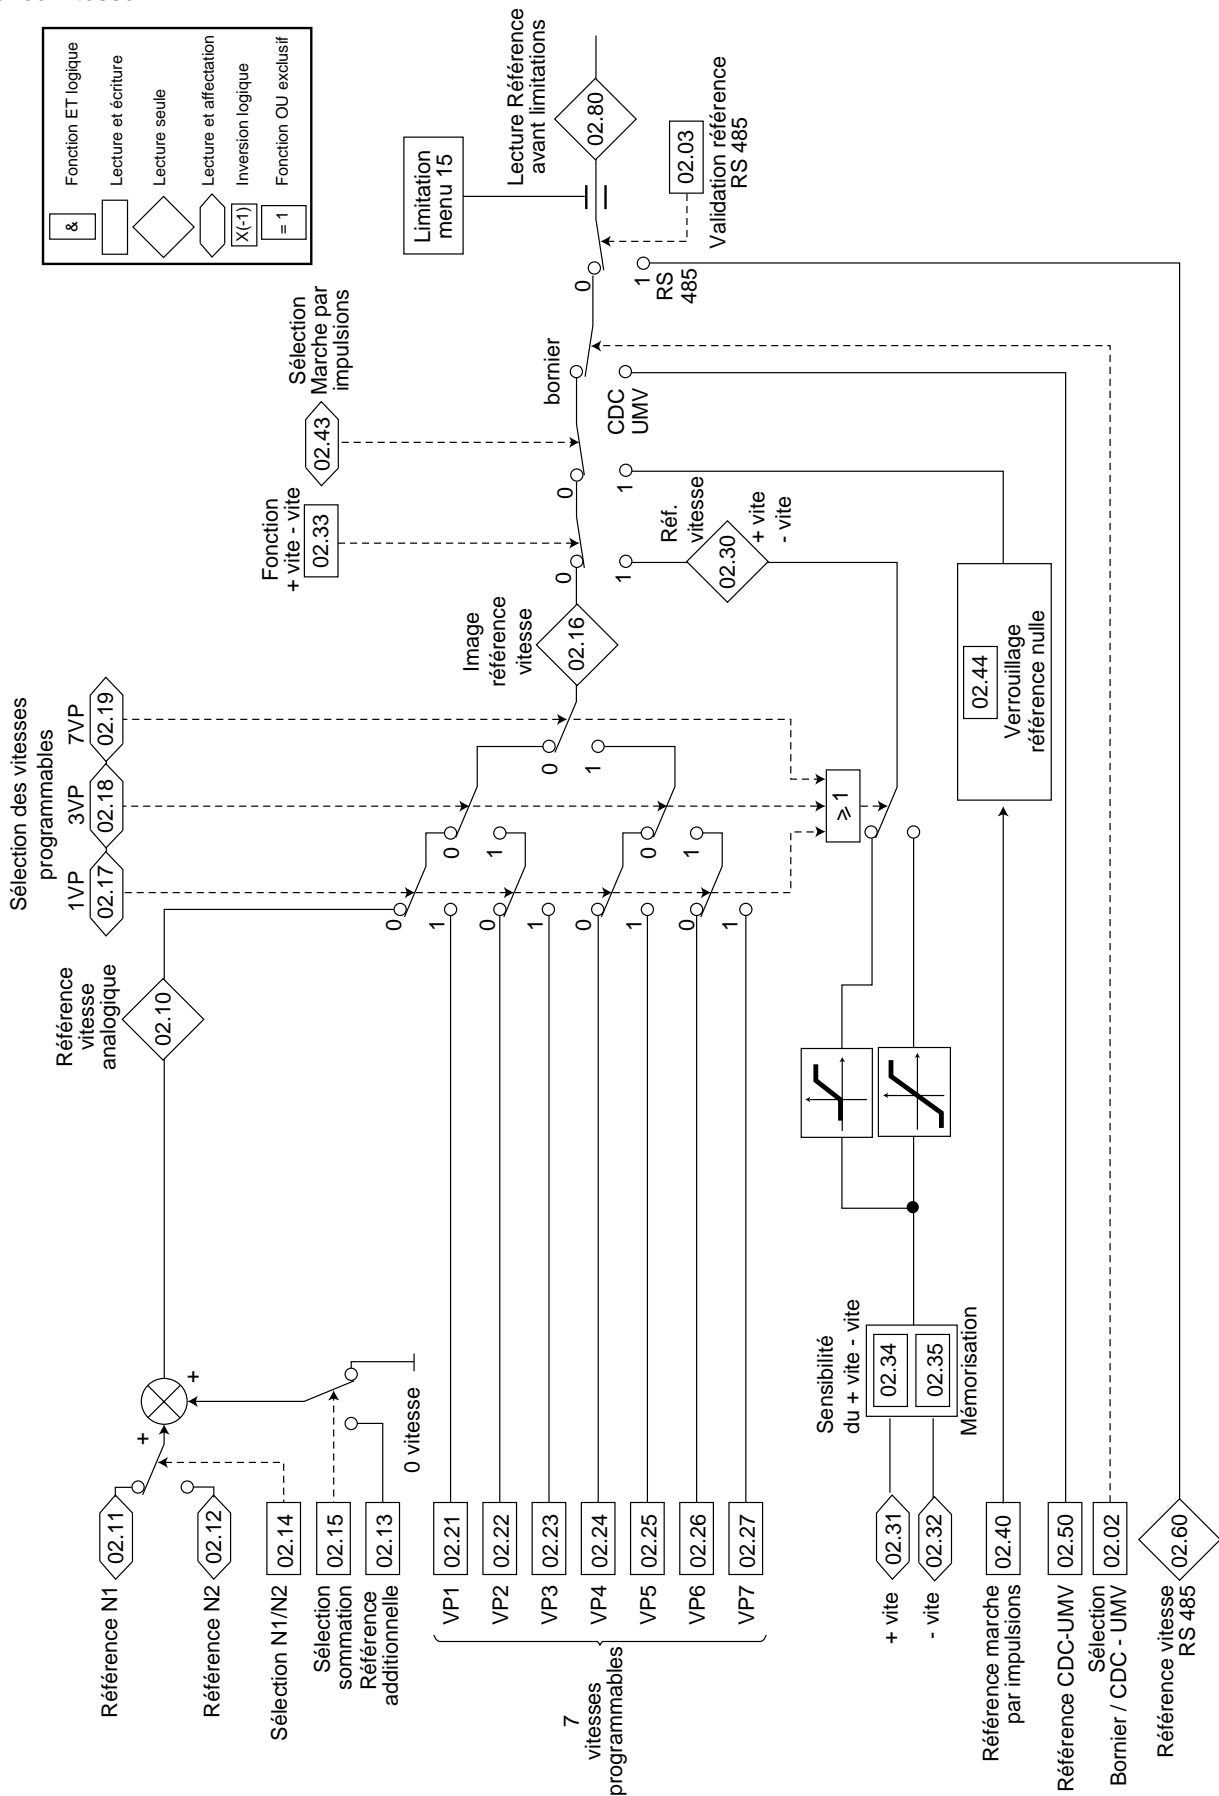 &
Fonction ET logique
Lecture et écriture
Lecture seule
Lecture et affectation
X(-1)
Inversion logique
= 1
Fonction OU exclusif
Sélection des vitesses
programmables
1VP
3VP
7VP
02.17
02.18
02.19
Référence
vitesse
analogique
02.10
Référence N1
02.11
Référence N2
02.12
+
+
Sélection N1/N2
02.14
Sélection
sommation
02.15
Référence
additionnelle
02.13
0 vitesse
7
vitesses
programmables
VP1
02.21
VP2
02.22
VP3
02.23
VP4
02.24
VP5
02.25
VP6
02.26
VP7
02.27
0
1
0
1
0
1
0
1
0
1
0
1
0
1
Image
référence
vitesse
02.16
Fonction
+ vite - vite
02.33
0
1
Sélection
Marche par
impulsions
02.43
0
1
bornier
CDC
UMV
0
1
RS
485
Limitation
menu 15
Lecture Référence
avant limitations
02.80
02.03
Validation référence
RS 485
Réf.
vitesse
02.30
+ vite
- vite
⩾ 1
Sensibilité
du + vite - vite
02.34
02.35
Mémorisation
+ vite
02.31
- vite
02.32
02.44
Verrouillage
référence nulle
Référence marche
par impulsions
02.40
Référence CDC-UMV
02.50
Sélection
Bornier / CDC - UMV
02.02
Référence vitesse
RS 485
02.60